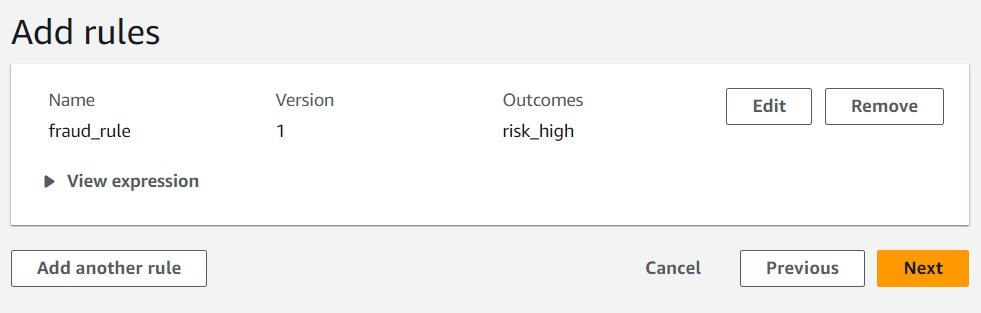 Add rules
Name Version Outcomes
Edit Remove
fraud_rule 1 risk_high
View expression
Add another rule Cancel Previous Next